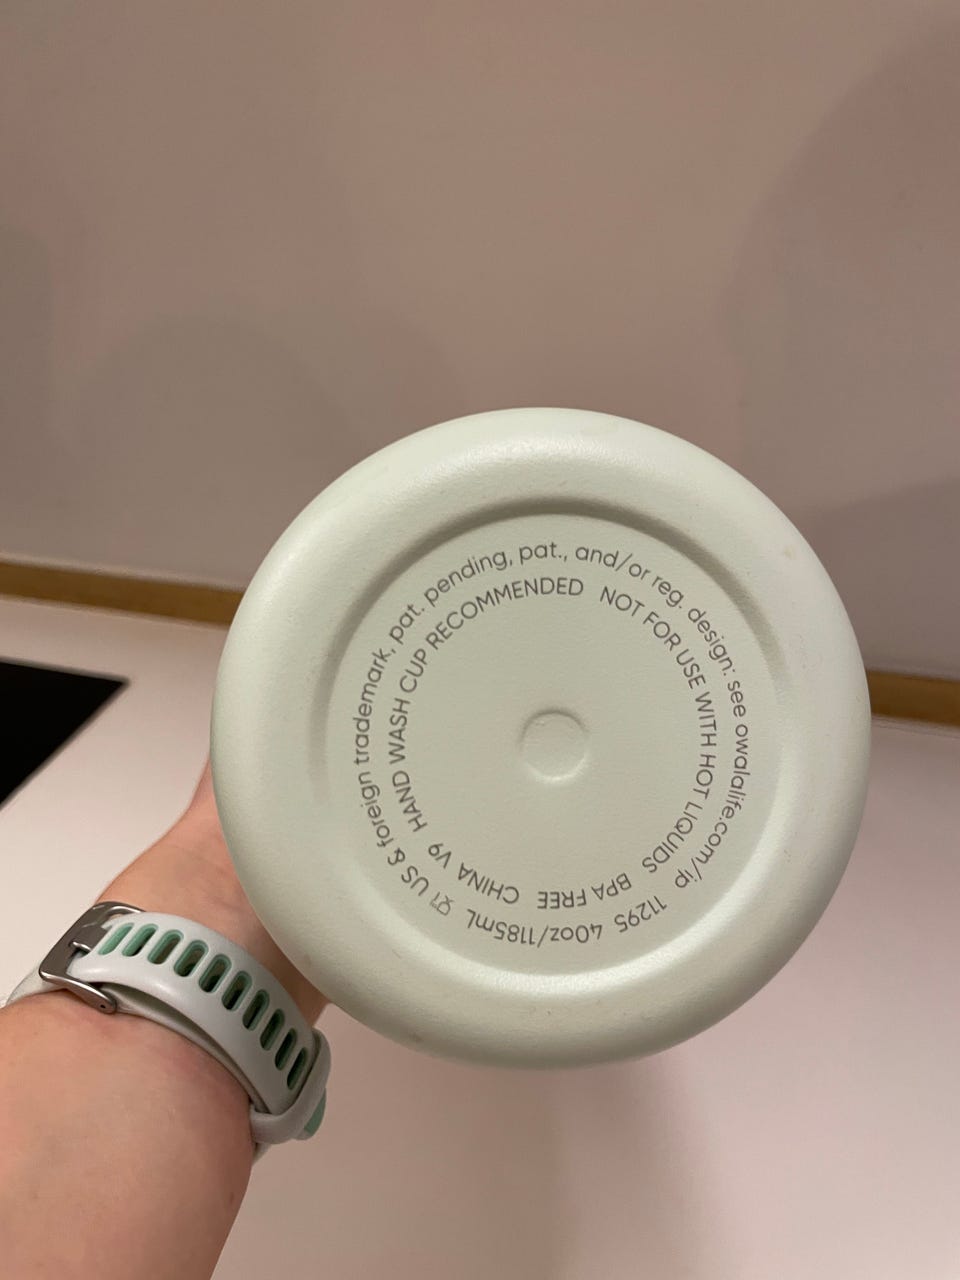 US & foreign trademark, pat. pending, pat., and/or reg. design: see owalalife.com/ip 11295 40oz/1185mL
HAND WASH CUP RECOMMENDED NOT FOR USE WITH HOT LIQUIDS BPA FREE CHINA V9